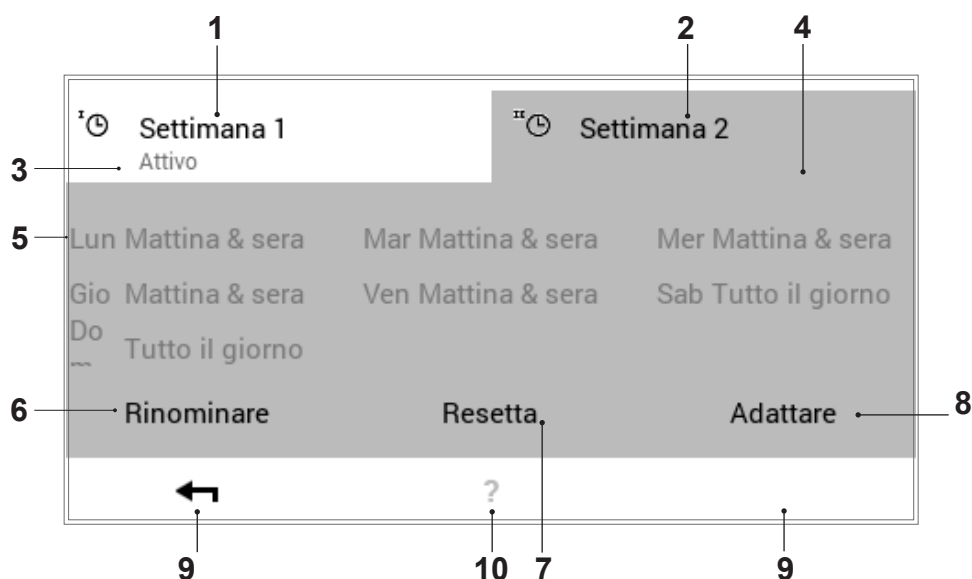 1 2 4
I Settimana 1 II Settimana 2
3 Attivo
5 Lun Mattina & sera Mar Mattina & sera Mer Mattina & sera
Gio Mattina & sera Ven Mattina & sera Sab Tutto il giorno
Do
Tutto il giorno
6 Rinominare Resetta Adattare 8
?
9 10 7 9